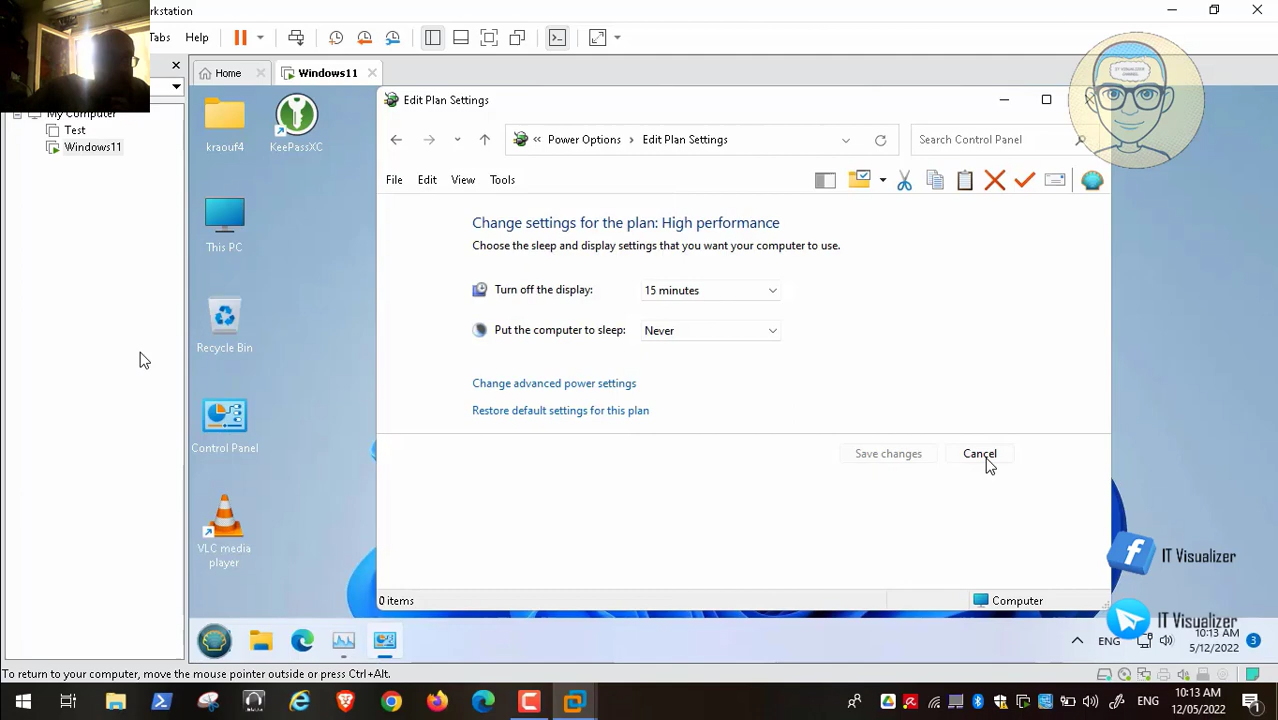 rkstation
Tabs
Help
Home
Windows11
My Computer
Test
Windows11
kraouf4
KeePassXC
This PC
Recycle Bin
Control Panel
VLC media
player
Edit Plan Settings
« Power Options > Edit Plan Settings
Search Control Panel
File
Edit
View
Tools
Change settings for the plan: High performance
Choose the sleep and display settings that you want your computer to use.
Turn off the display:
15 minutes
Put the computer to sleep:
Never
Change advanced power settings
Restore default settings for this plan
Save changes
Cancel
0 items
Computer
IT VISUALIZER
CHANNEL
IT Visualizer
IT Visualizer
ENG
10:13 AM
5/12/2022
3
To return to your computer, move the mouse pointer outside or press Ctrl+Alt.
ENG
10:13 AM
12/05/2022
1